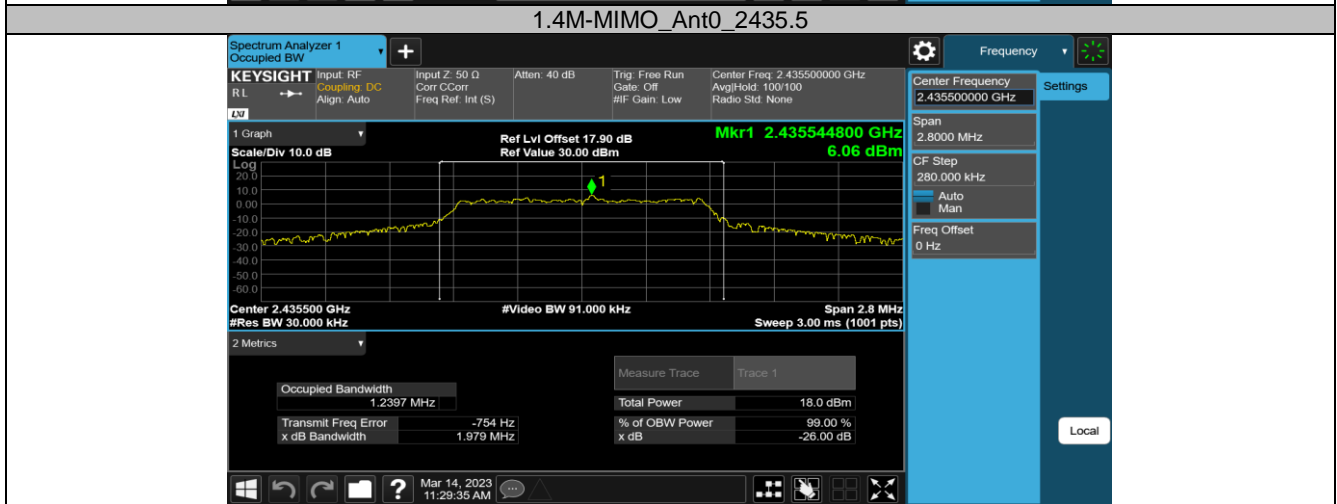 1.4M-MIMO_Ant0_2435.5
Spectrum Analyzer 1
Occupied BW
Frequency
KEYSIGHT
R L
LXI
Input: RF
Coupling: DC
Align: Auto
Input Z: 50 Ω
Corr CCorr
Freq Ref: Int (S)
Atten: 40 dB
Trig: Free Run
Gate: Off
#IF Gain: Low
Center Freq: 2.435500000 GHz
Avg|Hold: 100/100
Radio Std: None
Center Frequency
2.435500000 GHz
Settings
Span
2.8000 MHz
CF Step
280.000 kHz
Auto
Man
Freq Offset
0 Hz
1 Graph
Scale/Div 10.0 dB
Ref Lvl Offset 17.90 dB
Ref Value 30.00 dBm
Mkr1 2.435544800 GHz
6.06 dBm
Log
20.0
10.0
0.00
-10.0
-20.0
-30.0
-40.0
-50.0
-60.0
1
Center 2.435500 GHz
#Video BW 91.000 kHz
Span 2.8 MHz
#Res BW 30.000 kHz
Sweep 3.00 ms (1001 pts)
2 Metrics
Measure Trace Trace 1
Occupied Bandwidth
1.2397 MHz
Total Power 18.0 dBm
Transmit Freq Error -754 Hz
% of OBW Power 99.00 %
x dB Bandwidth 1.979 MHz
x dB -26.00 dB
Local
?
Mar 14, 2023
11:29:35 AM